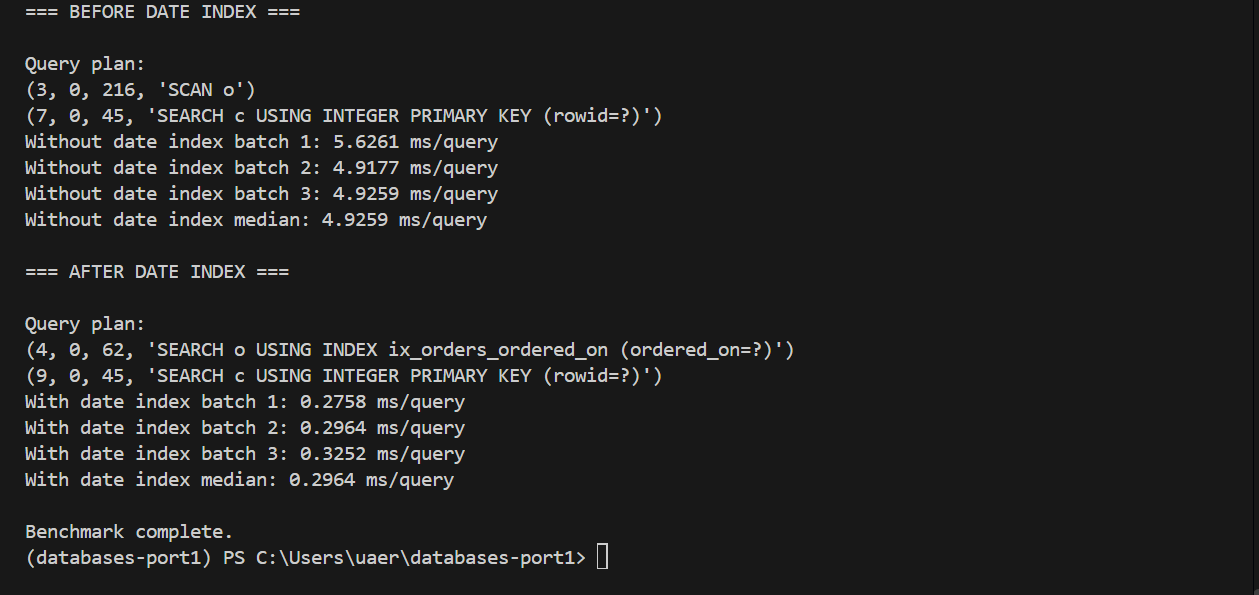 === BEFORE DATE INDEX ===
Query plan:
(3, 0, 216, 'SCAN o')
(7, 0, 45, 'SEARCH c USING INTEGER PRIMARY KEY (rowid=?)')
Without date index batch 1: 5.6261 ms/query
Without date index batch 2: 4.9177 ms/query
Without date index batch 3: 4.9259 ms/query
Without date index median: 4.9259 ms/query
=== AFTER DATE INDEX ===
Query plan:
(4, 0, 62, 'SEARCH o USING INDEX ix_orders_ordered_on (ordered_on=?)')
(9, 0, 45, 'SEARCH c USING INTEGER PRIMARY KEY (rowid=?)')
With date index batch 1: 0.2758 ms/query
With date index batch 2: 0.2964 ms/query
With date index batch 3: 0.3252 ms/query
With date index median: 0.2964 ms/query
Benchmark complete.
(databases-port1) PS C:\Users\uaer\databases-port1>